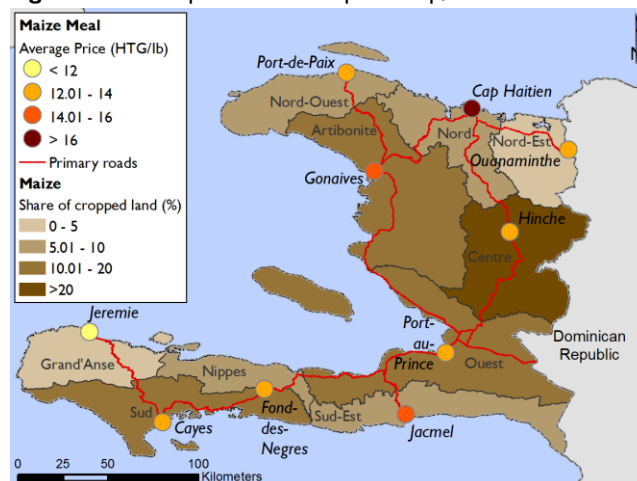 Maize Meal
Average Price (HTG/lb)
< 12
12.01 - 14
14.01 - 16
> 16
Primary roads
Maize
Share of cropped land (%)
0 - 5
5.01 - 10
10.01 - 20
>20
Port-de-Paix
Cap Haitien
Nord-Ouest
Artibonite
Nord
Nord-Est
Ouanaminthe
Gonaives
Hinche
Centre
Jeremie
Port-
au-
Prince
Dominican
Republic
Grand'Anse
Nippes
Ouest
Sud
Cayes
Fond-
des-
Negres
Sud-Est
Jacmel
0 25 50 100
Kilometers